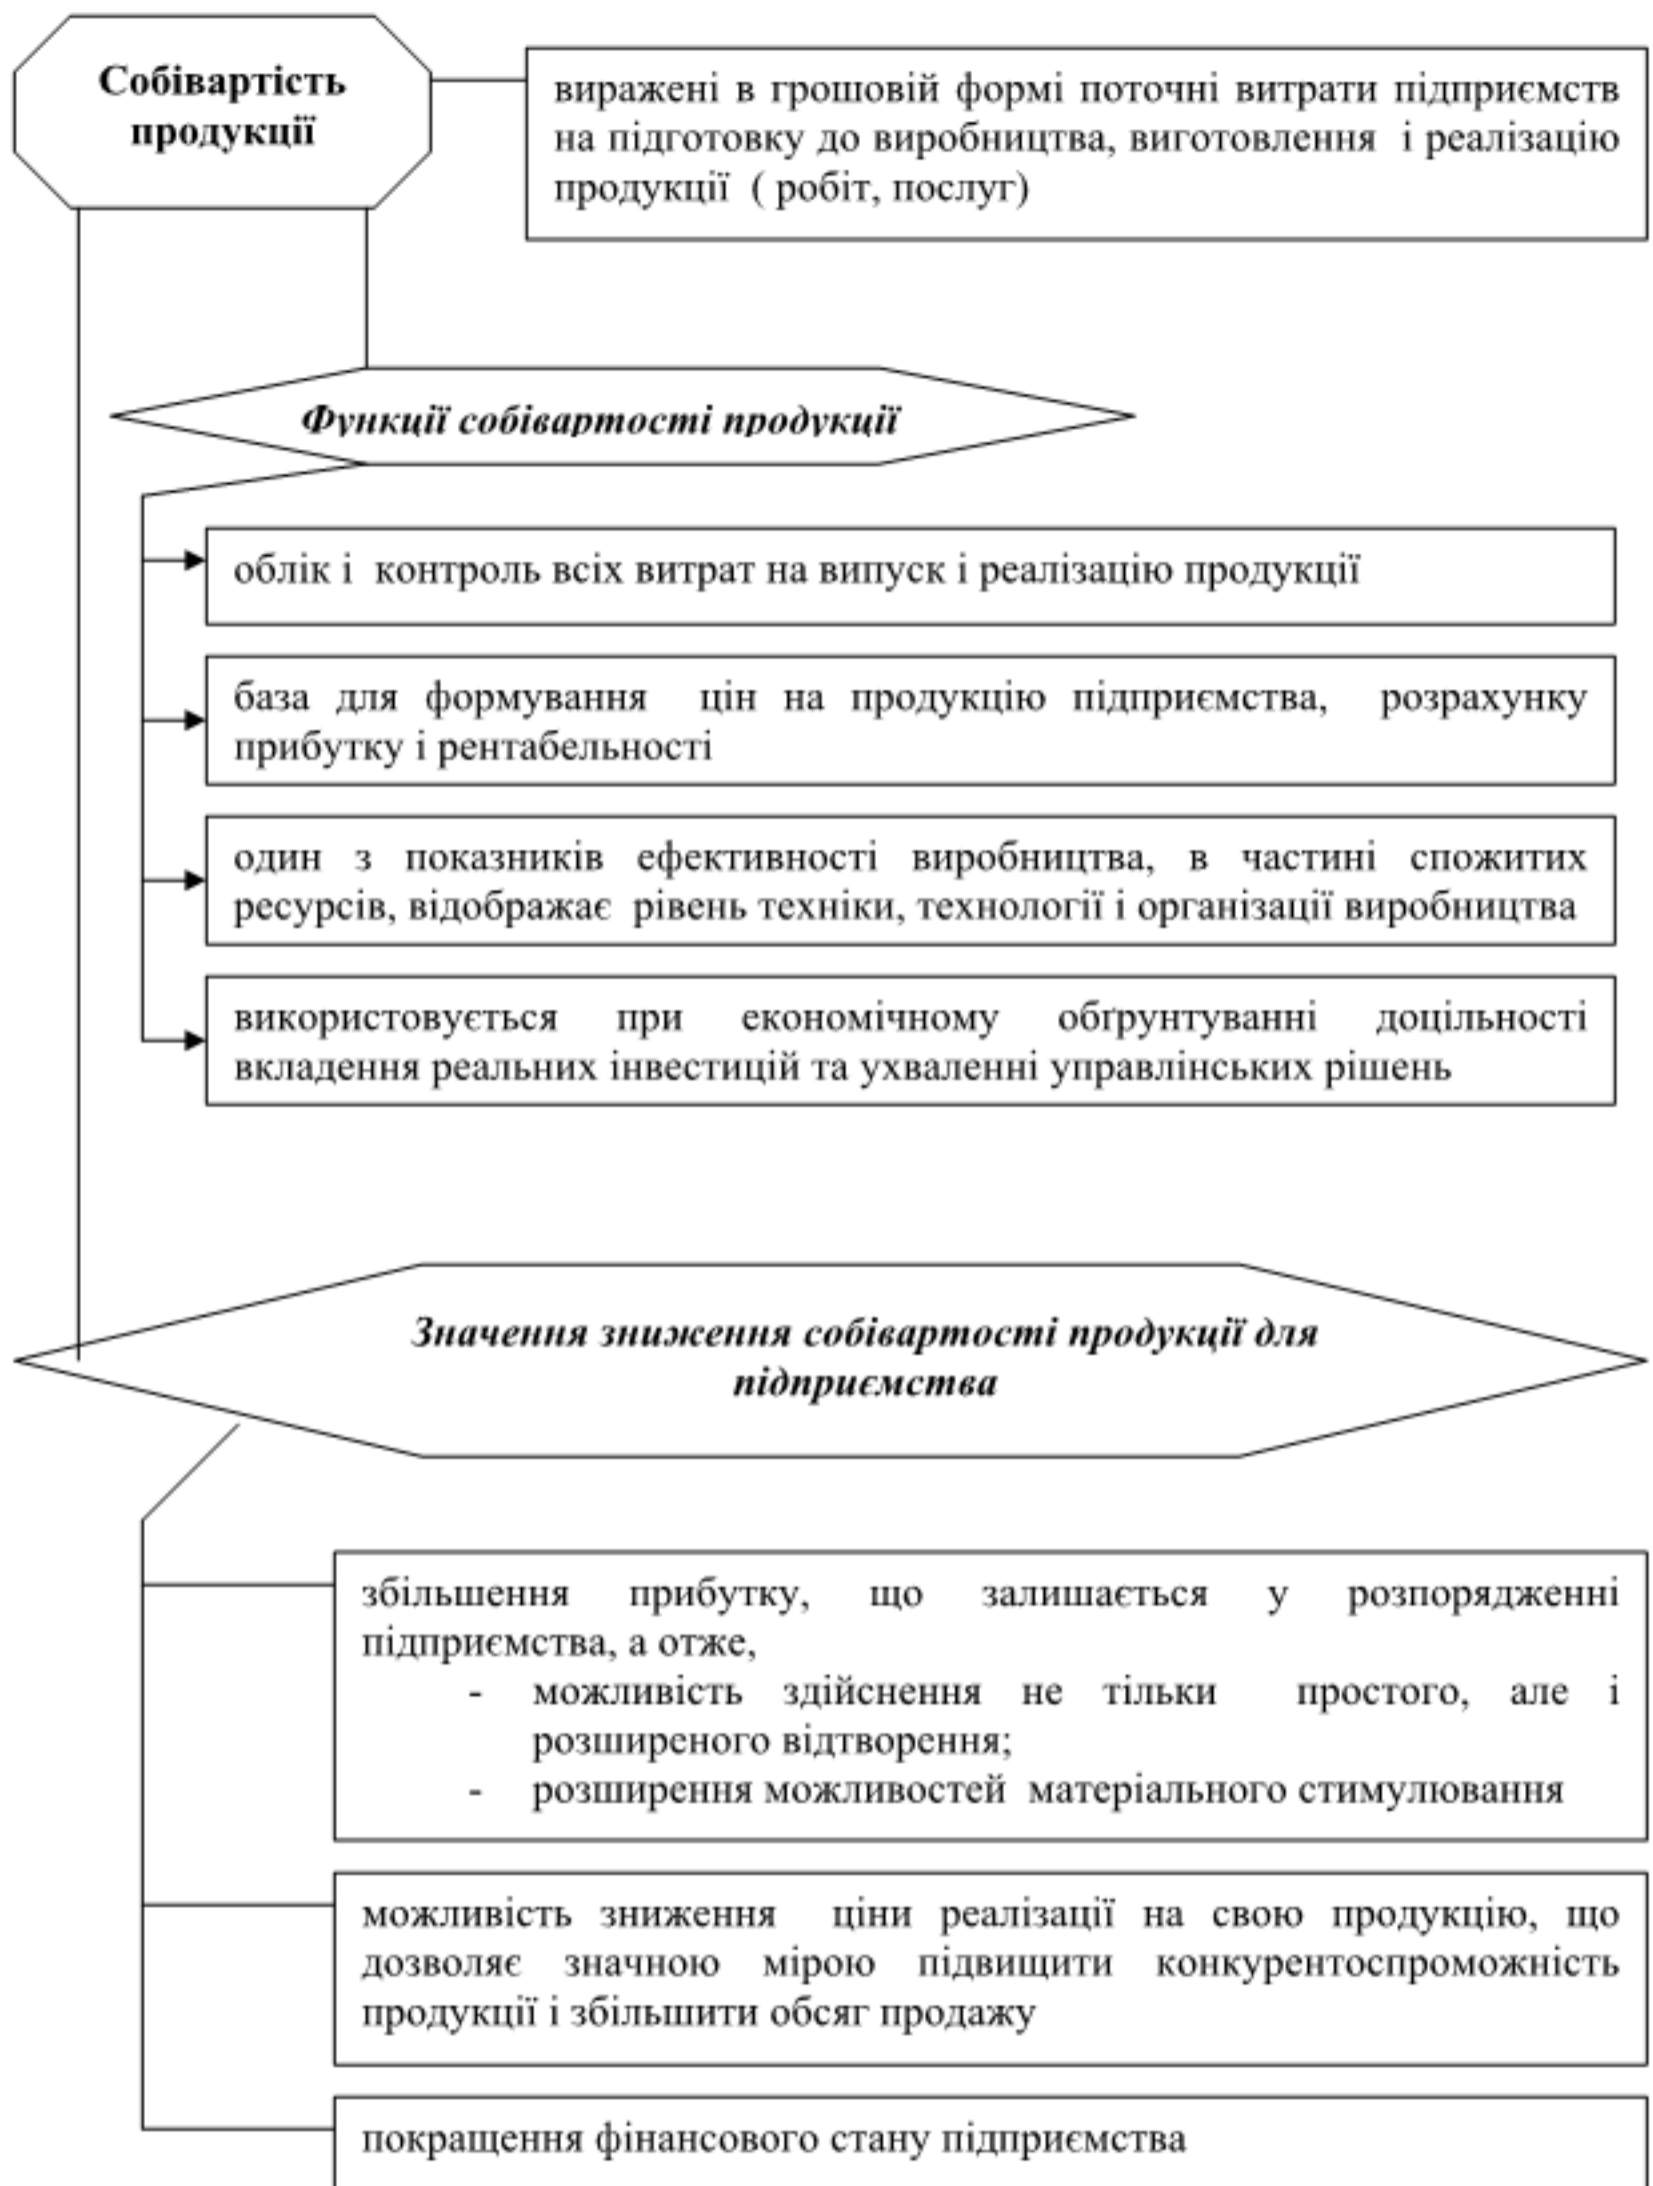 Собівартість
продукції
виражені в грошовій формі поточні витрати підприємств
на підготовку до виробництва, виготовлення і реалізацію
продукції ( робіт, послуг)
Функції собівартості продукції
облік і контроль всіх витрат на випуск і реалізацію продукції
база для формування цін на продукцію підприємства, розрахунку
прибутку і рентабельності
один з показників ефективності виробництва, в частині спожитих
ресурсів, відображає рівень техніки, технології і організації виробництва
використовується при економічному обґрунтуванні доцільності
вкладення реальних інвестицій та ухваленні управлінських рішень
Значення зниження собівартості продукції для
підприємства
збільшення прибутку, що залишається у розпорядженні
підприємства, а отже,
- можливість здійснення не тільки простого, але і
розширеного відтворення;
- розширення можливостей матеріального стимулювання
можливість зниження ціни реалізації на свою продукцію, що
дозволяє значною мірою підвищити конкурентоспроможність
продукції і збільшити обсяг продажу
покращення фінансового стану підприємства